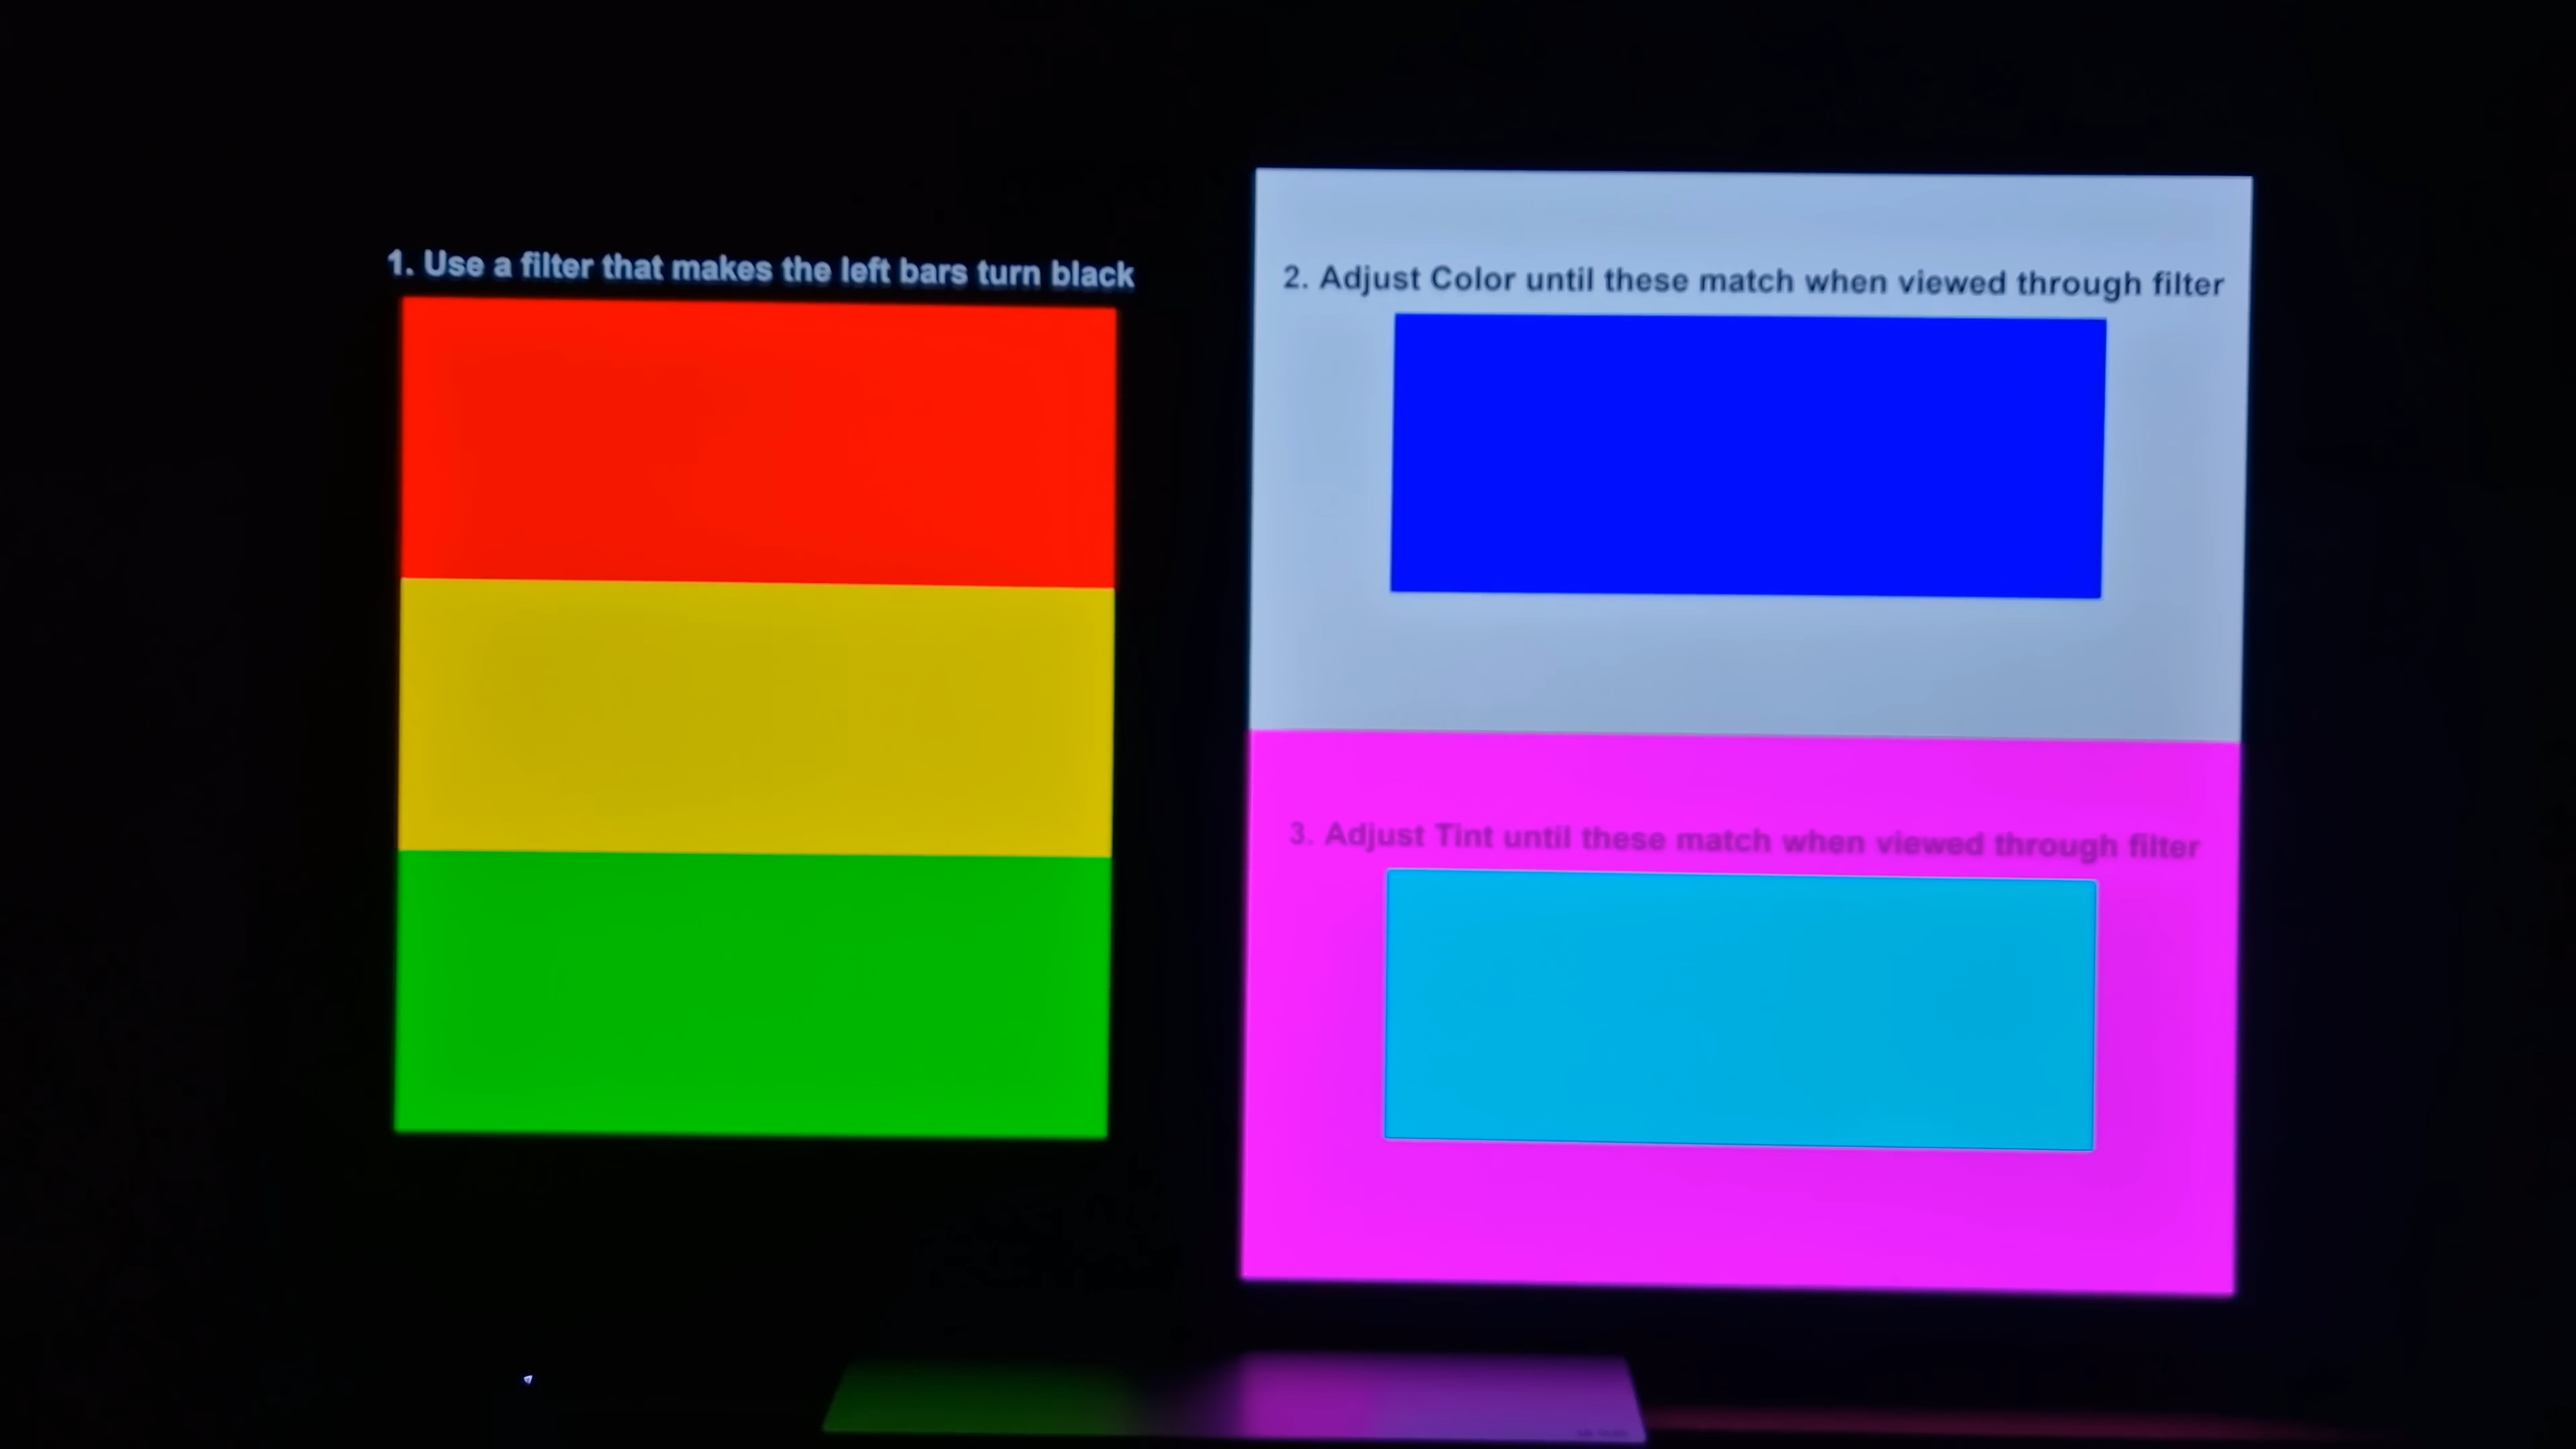 1. Use a filter that makes the left bars turn black
2. Adjust Color until these match when viewed through filter
3. Adjust Tint until these match when viewed through filter